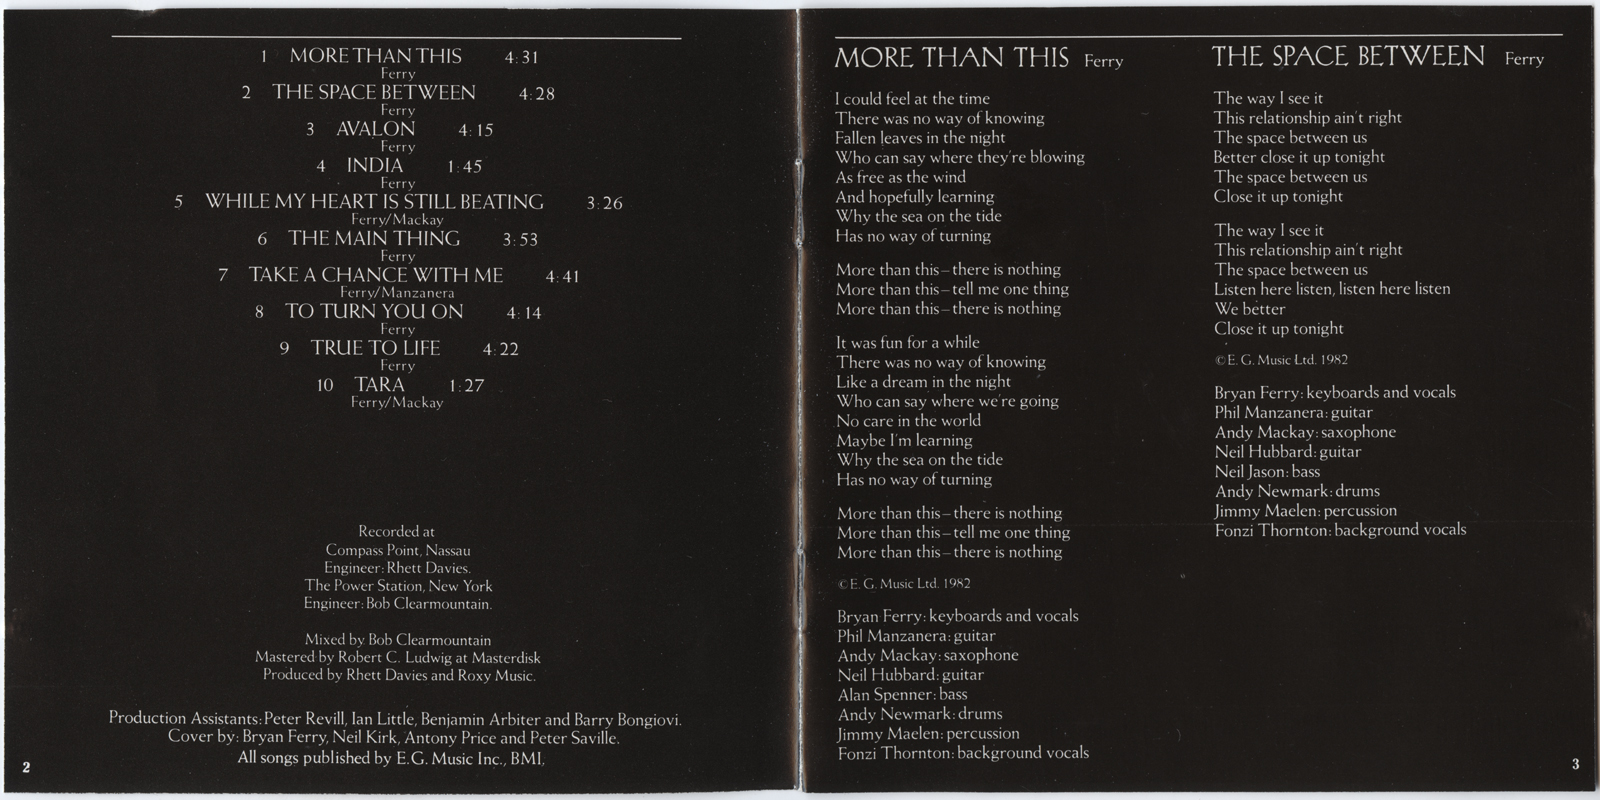 1 MORE THAN THIS 4:31
Ferry
2 THE SPACE BETWEEN 4:28
Ferry
3 AVALON 4:15
Ferry
4 INDIA 1:45
Ferry
5 WHILE MY HEART IS STILL BEATING 3:26
Ferry/Mackay
6 THE MAIN THING 3:53
Ferry
7 TAKE A CHANCE WITH ME 4:41
Ferry/Manzanera
8 TO TURN YOU ON 4:14
Ferry
9 TRUE TO LIFE 4:22
Ferry
10 TARA 1:27
Ferry/Mackay
Recorded at
Compass Point, Nassau
Engineer: Rhett Davies.
The Power Station, New York
Engineer: Bob Clearmountain.
Mixed by Bob Clearmountain
Mastered by Robert C. Ludwig at Masterdisk
Produced by Rhett Davies and Roxy Music.
Production Assistants: Peter Revill, Ian Little, Benjamin Arbiter and Barry Bongiovi.
Cover by: Bryan Ferry, Neil Kirk, Antony Price and Peter Saville.
All songs published by E.G. Music Inc., BMI,
2
MORE THAN THIS Ferry
I could feel at the time
There was no way of knowing
Fallen leaves in the night
Who can say where they're blowing
As free as the wind
And hopefully learning
Why the sea on the tide
Has no way of turning
More than this – there is nothing
More than this – tell me one thing
More than this – there is nothing
It was fun for a while
There was no way of knowing
Like a dream in the night
Who can say where we're going
No care in the world
Maybe I'm learning
Why the sea on the tide
Has no way of turning
More than this – there is nothing
More than this – tell me one thing
More than this – there is nothing
© E. G. Music Ltd. 1982
Bryan Ferry: keyboards and vocals
Phil Manzanera: guitar
Andy Mackay: saxophone
Neil Hubbard: guitar
Alan Spenner: bass
Andy Newmark: drums
Jimmy Maelen: percussion
Fonzi Thornton: background vocals
THE SPACE BETWEEN Ferry
The way I see it
This relationship ain't right
The space between us
Better close it up tonight
The space between us
Close it up tonight
The way I see it
This relationship ain't right
The space between us
Listen here listen, listen here listen
We better
Close it up tonight
© E. G. Music Ltd. 1982
Bryan Ferry: keyboards and vocals
Phil Manzanera: guitar
Andy Mackay: saxophone
Neil Hubbard: guitar
Neil Jason: bass
Andy Newmark: drums
Jimmy Maelen: percussion
Fonzi Thornton: background vocals
3